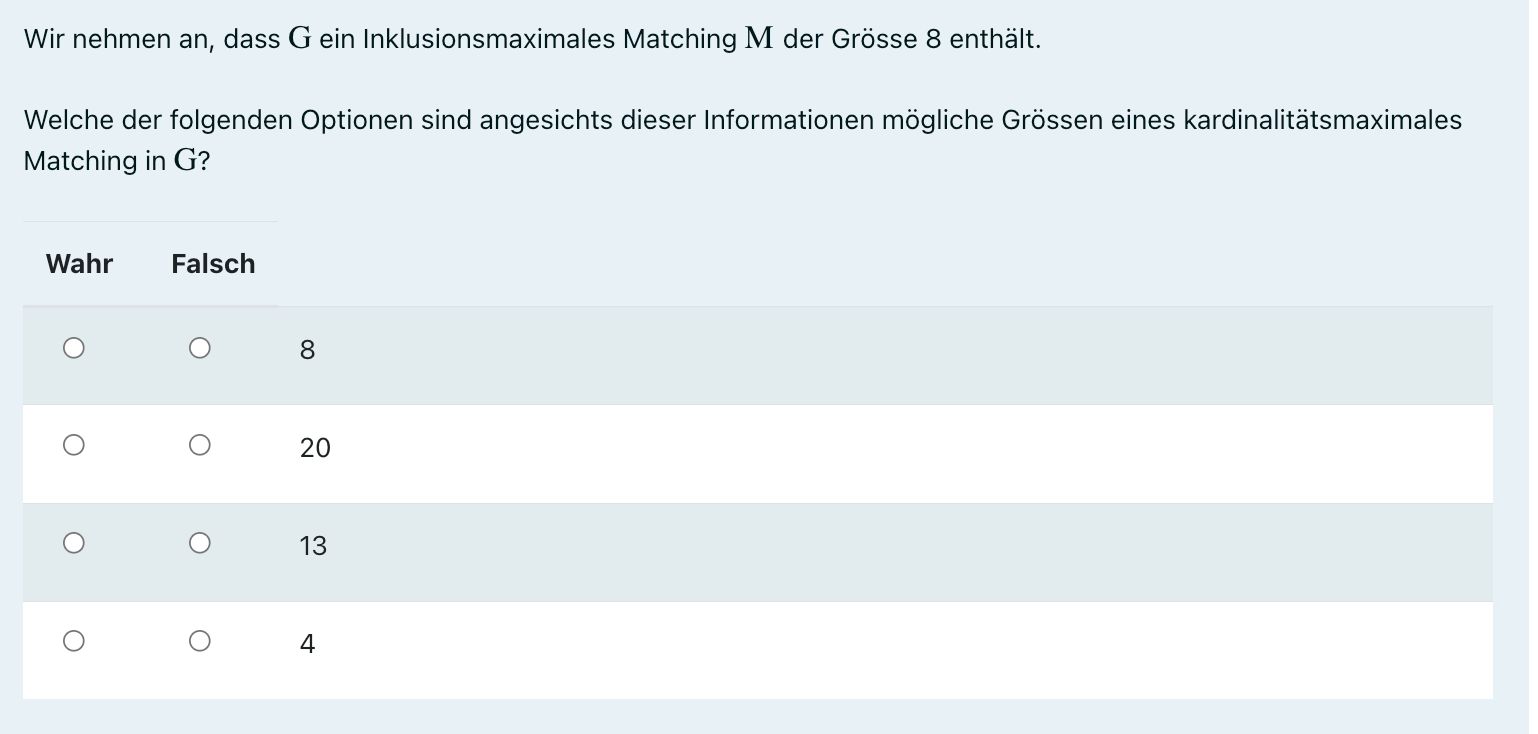 Wir nehmen an, dass G ein Inklusionsmaximales Matching M der Grösse 8 enthält.
Welche der folgenden Optionen sind angesichts dieser Informationen mögliche Grössen eines kardinalitätsmaximales
Matching in G?
Wahr Falsch
8
20
13
4